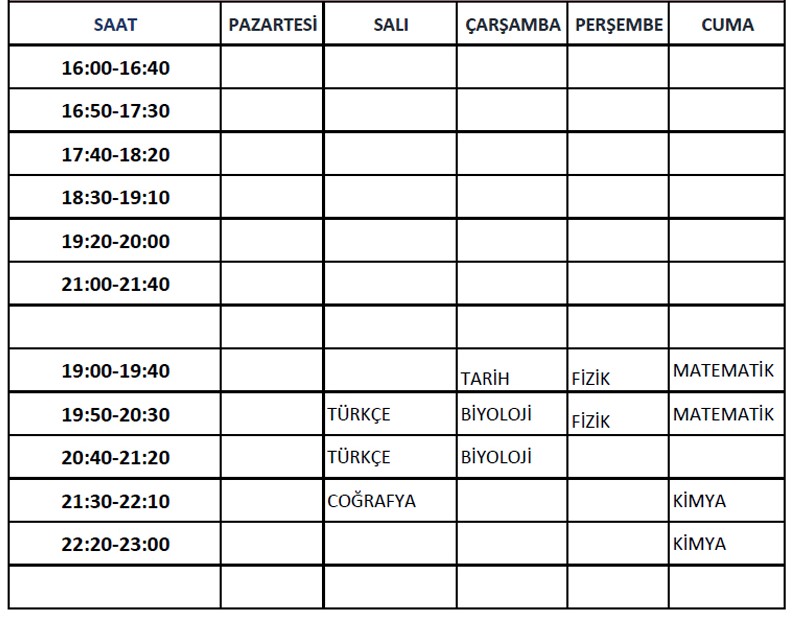 SAAT PAZARTESİ SALI ÇARŞAMBA PERŞEMBE CUMA
16:00-16:40
16:50-17:30
17:40-18:20
18:30-19:10
19:20-20:00
21:00-21:40
19:00-19:40 TARİH FİZİK MATEMATİK
19:50-20:30 TÜRKÇE BİYOLOJİ FİZİK MATEMATİK
20:40-21:20 TÜRKÇE BİYOLOJİ
21:30-22:10 COĞRAFYA KİMYA
22:20-23:00 KİMYA